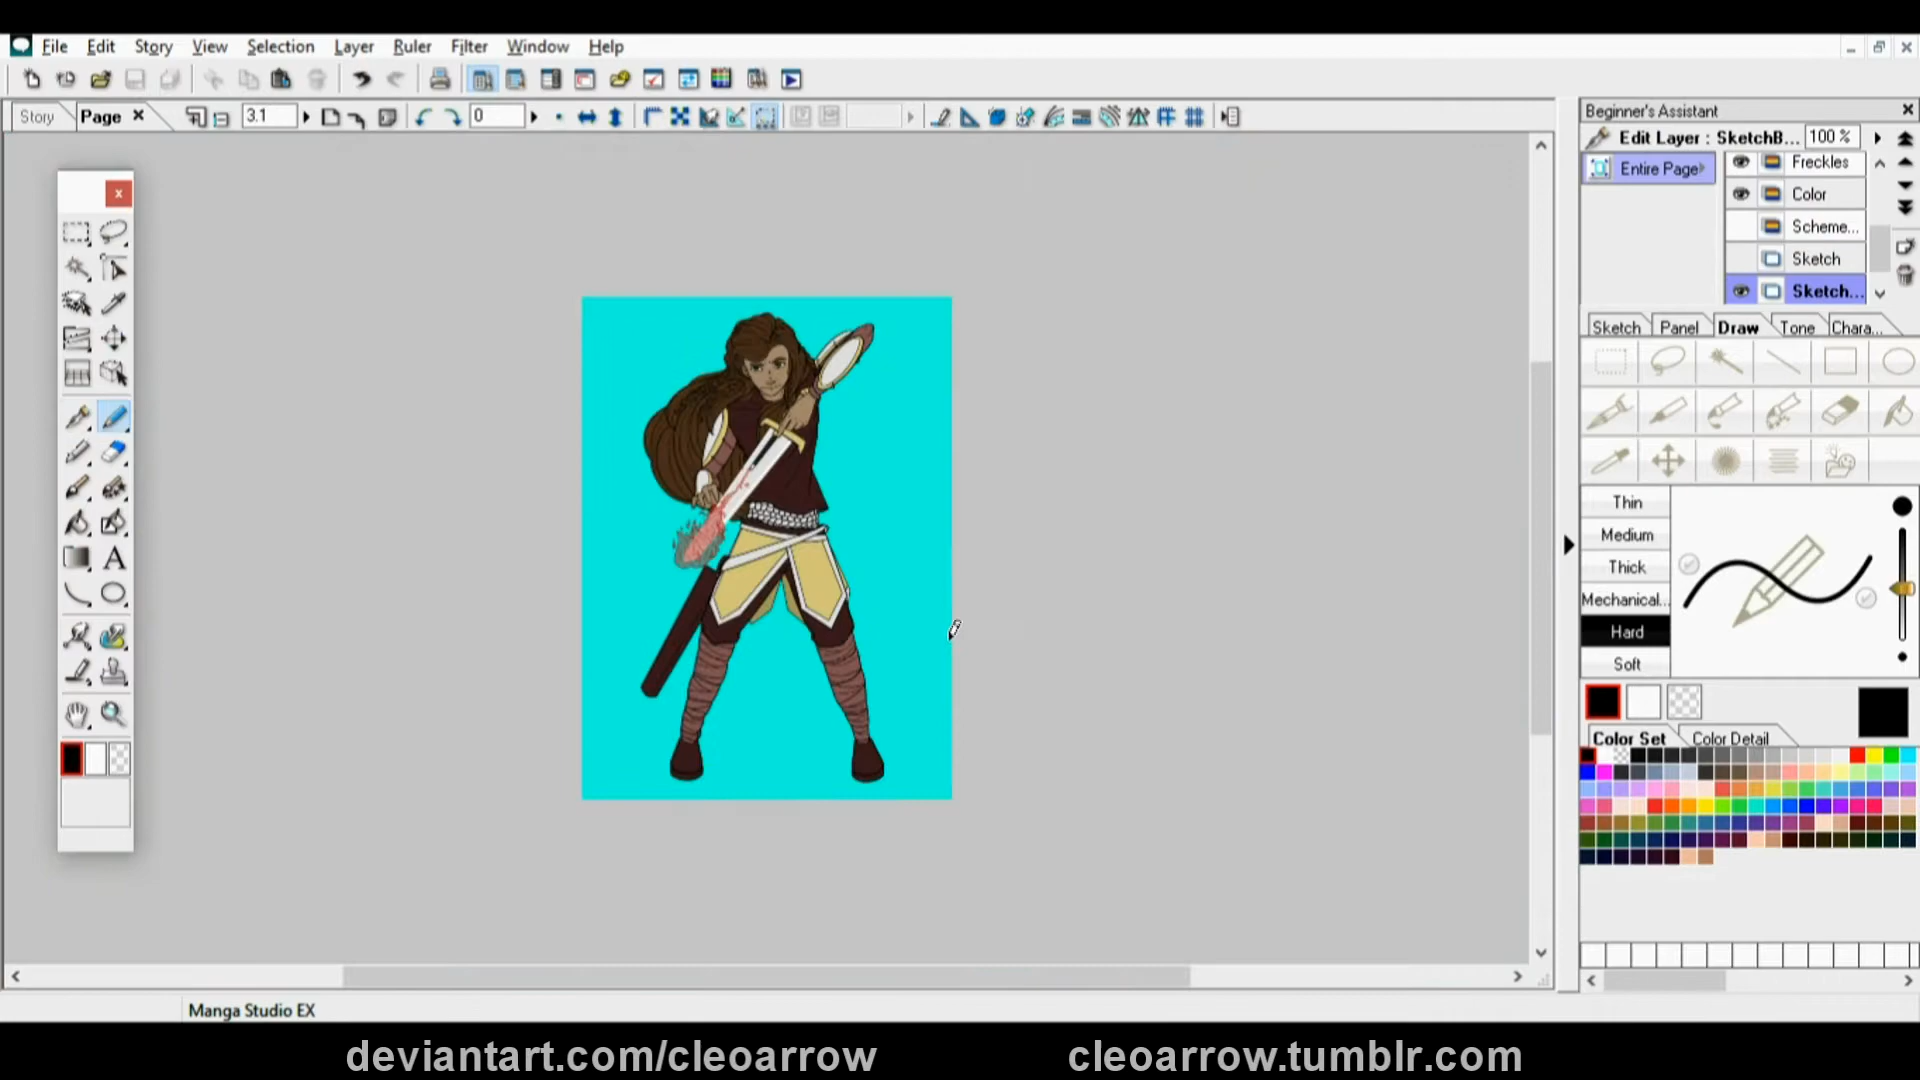 File Edit Story View Selection Layer Ruler Filter Window Help
Story Page 3.1 0
Beginner's Assistant
Edit Layer : SketchB... 100 %
Entire Page
Freckles
Color
Scheme...
Sketch
Sketch...
Sketch Panel Draw Tone Chara...
Thin
Medium
Thick
Mechanical...
Hard
Soft
Color Set Color Detail
A
Manga Studio EX
deviantart.com/cleoarrow cleoarrow.tumblr.com